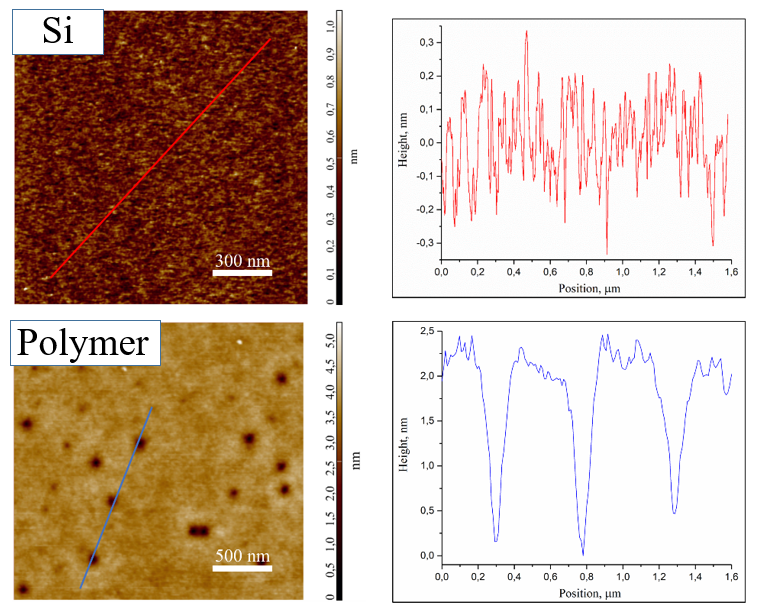 Si
300 nm
1.0
0.9
0.8
0.7
0.6
0.5
0.4
0.3
0.2
0.1
0
nm
0,3
0,2
0,1
0,0
-0,1
-0,2
-0,3
Height, nm
0,0 0,2 0,4 0,6 0,8 1,0 1,2 1,4 1,6
Position, μm
Polymer
500 nm
5.0
4.5
4.0
3.5
3.0
2.5
2.0
1.5
1.0
0.5
0
nm
2,5
2,0
1,5
1,0
0,5
0,0
Height, nm
0,0 0,2 0,4 0,6 0,8 1,0 1,2 1,4 1,6
Position, μm